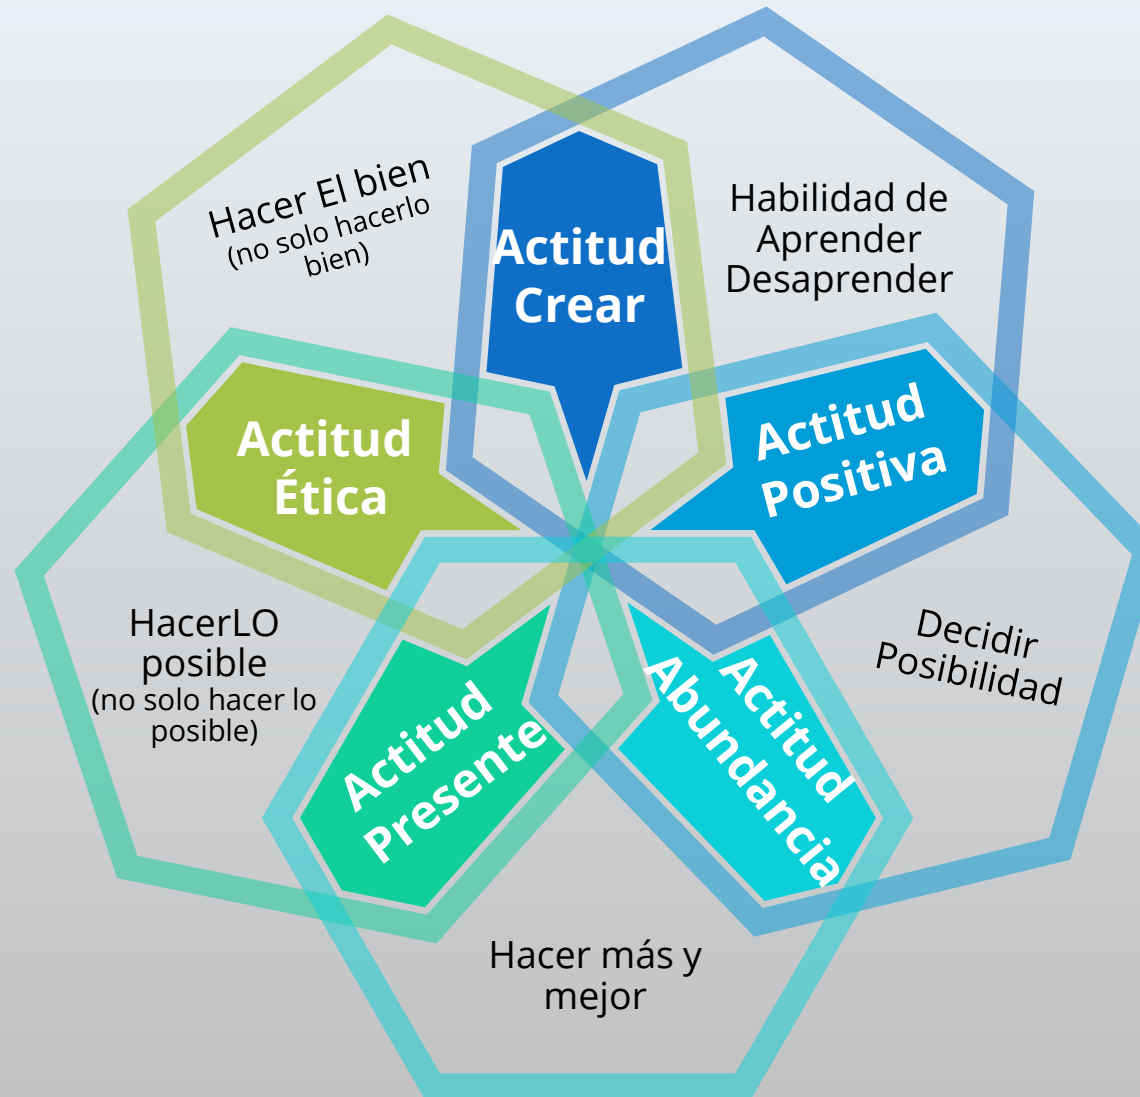 Hacer El bien
(no solo hacerlo
bien)
Actitud
Crear
Habilidad de
Aprender
Desaprender
Actitud
Ética
Actitud
Positiva
HacerLO
posible
(no solo hacer lo
posible)
Actitud
Presente
Actitud
Abundancia
Decidir
Posibilidad
Hacer más y
mejor